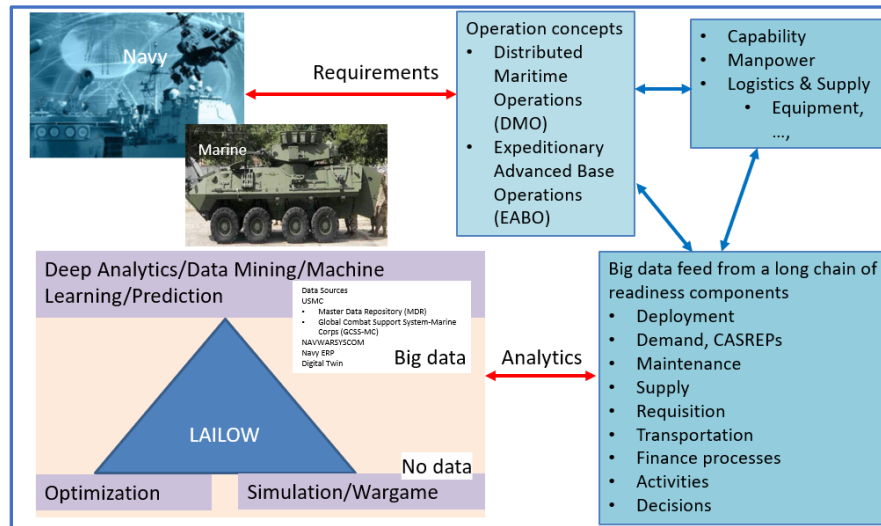 Navy
Marine
Requirements
Operation concepts
• Distributed
Maritime
Operations
(DMO)
• Expeditionary
Advanced Base
Operations
(EABO)
• Capability
• Manpower
• Logistics & Supply
• Equipment,
...,
Deep Analytics/Data Mining/Machine
Learning/Prediction
Data Sources
USMC
• Master Data Repository (MDR)
• Global Combat Support System-Marine
Corps (GCSS-MC)
NAVWARSYSCOM
Navy ERP
Digital Twin
Big data
LAILOW
No data
Optimization
Simulation/Wargame
Analytics
Big data feed from a long chain of
readiness components
• Deployment
• Demand, CASREPs
• Maintenance
• Supply
• Requisition
• Transportation
• Finance processes
• Activities
• Decisions